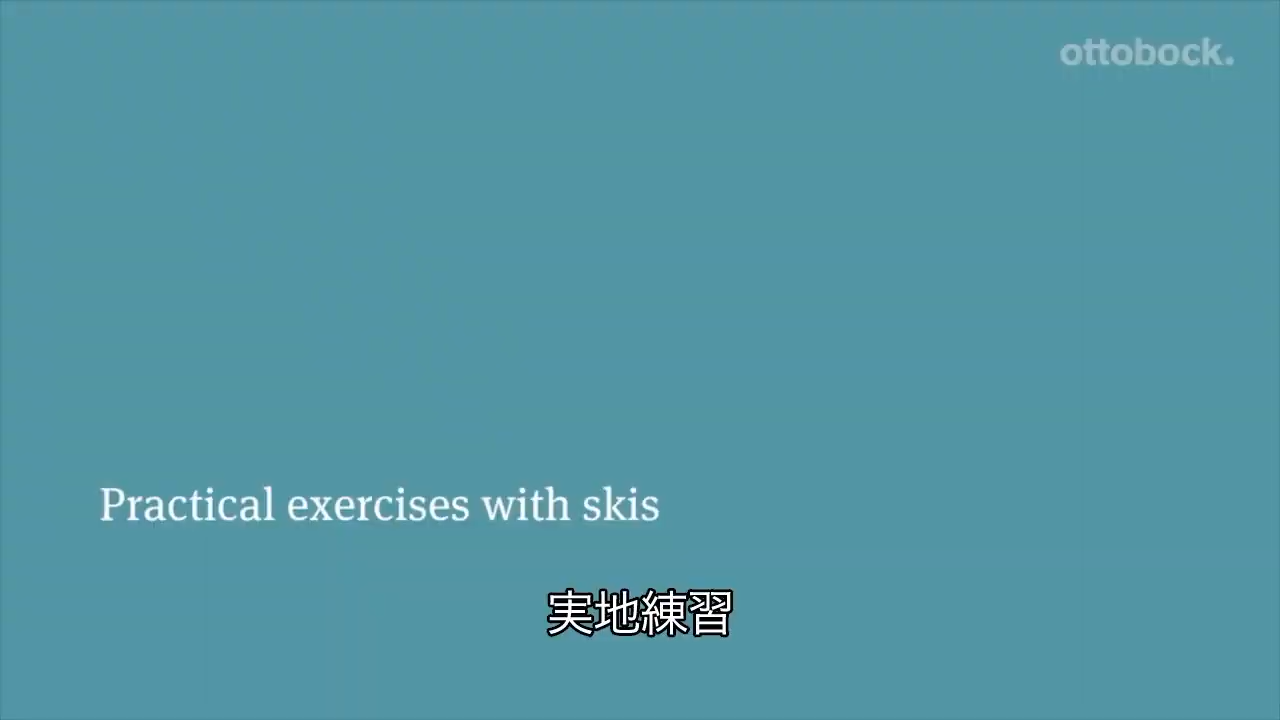 ottobock.
Practical exercises with skis
実地練習